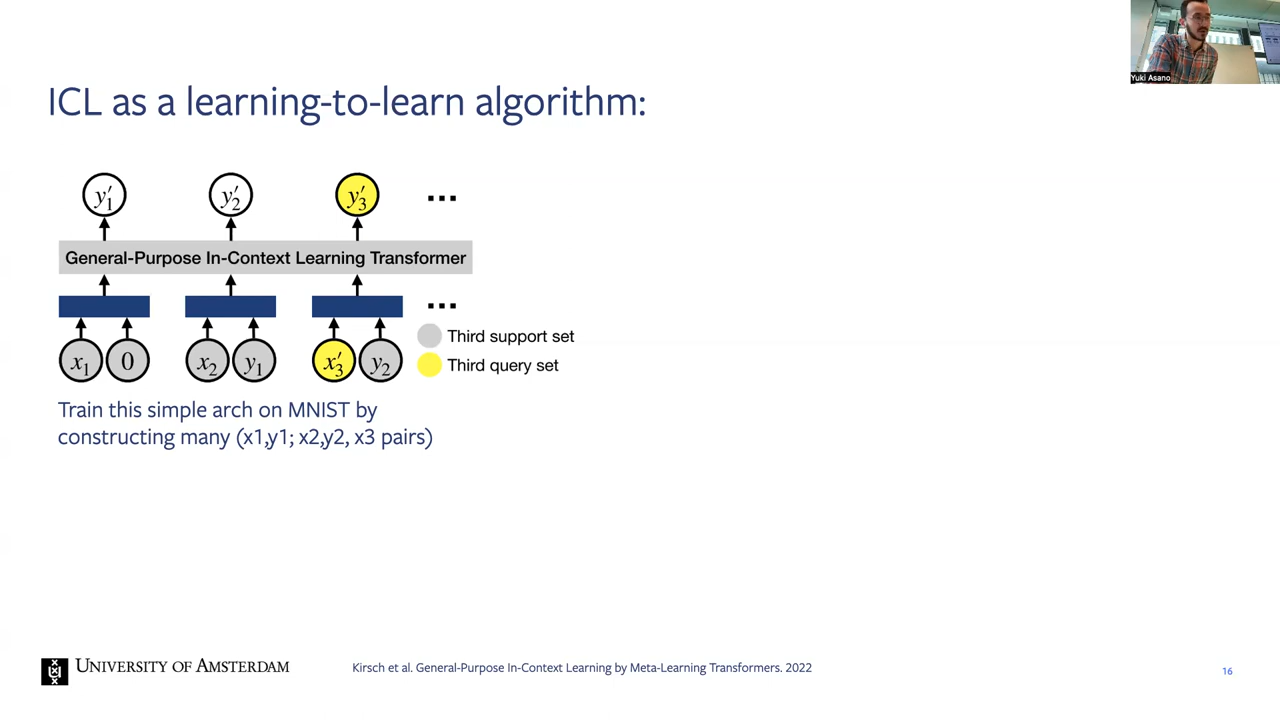 Yuki Asano
ICL as a learning-to-learn algorithm:
y′1 y′2 y′3 ...
General-Purpose In-Context Learning Transformer
...
x1 0 x2 y1 x′3 y2
Third support set
Third query set
Train this simple arch on MNIST by
constructing many (x1,y1; x2,y2, x3 pairs)
UNIVERSITY OF AMSTERDAM
Kirsch et al. General-Purpose In-Context Learning by Meta-Learning Transformers. 2022
16